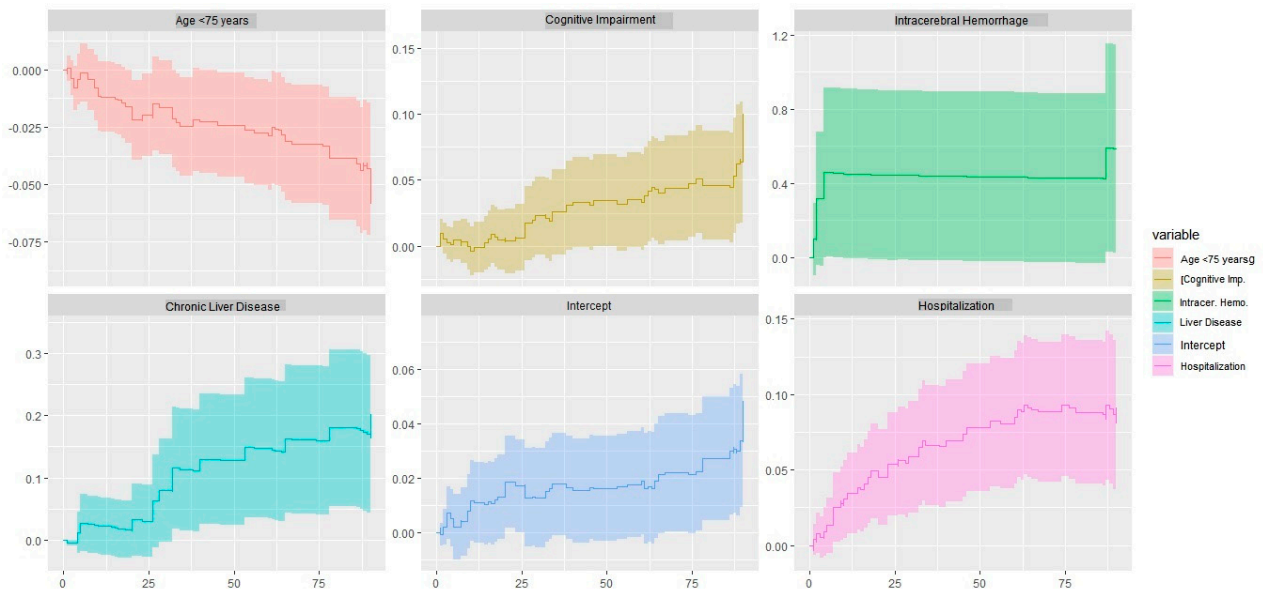 Age <75 years
Cognitive Impairment
Intracerebral Hemorrhage
0.000
-0.025
-0.050
-0.075
0.15
0.10
0.05
0.00
1.2
0.8
0.4
0.0
Chronic Liver Disease
Intercept
Hospitalization
0.3
0.2
0.1
0.0
0.06
0.04
0.02
0.00
0.15
0.10
0.05
0.00
0 25 50 75
0 25 50 75
0 25 50 75
variable
Age <75 yearsg
[Cognitive Imp.
Intracer. Hemo.
Liver Disease
Intercept
Hospitalization